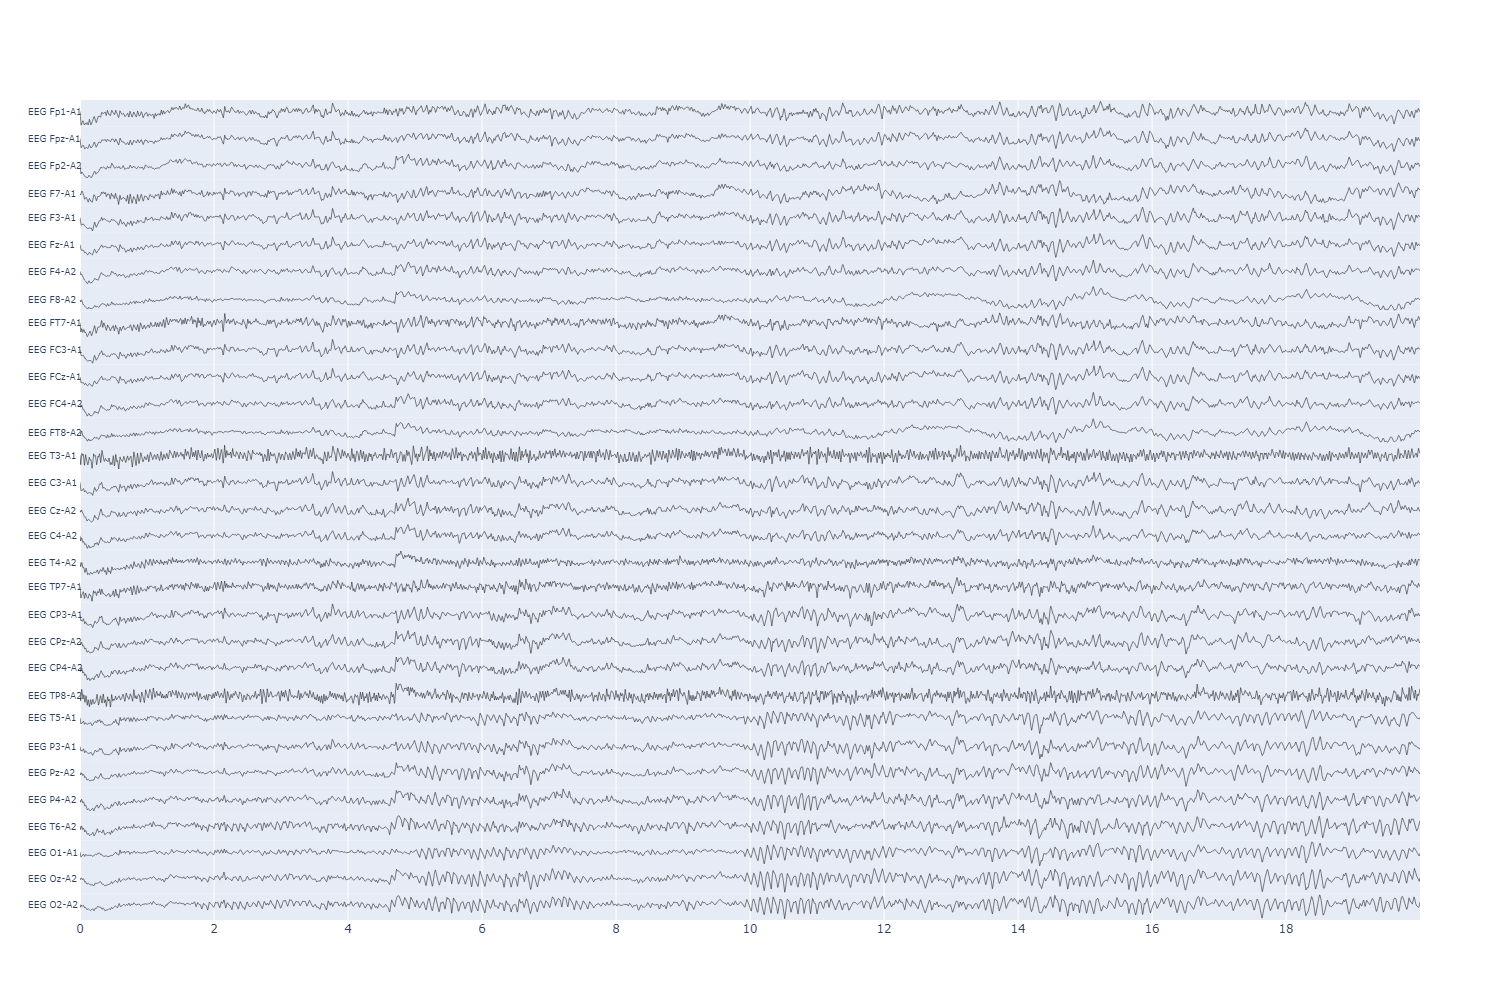 EEG Fp1-A1
EEG Fpz-A1
EEG Fp2-A2
EEG F7-A1
EEG F3-A1
EEG Fz-A1
EEG F4-A2
EEG F8-A2
EEG FT7-A1
EEG FC3-A1
EEG FCz-A1
EEG FC4-A2
EEG FT8-A2
EEG T3-A1
EEG C3-A1
EEG Cz-A2
EEG C4-A2
EEG T4-A2
EEG TP7-A1
EEG CP3-A1
EEG CPz-A2
EEG CP4-A2
EEG TP8-A2
EEG T5-A1
EEG P3-A1
EEG Pz-A2
EEG P4-A2
EEG T6-A2
EEG O1-A1
EEG Oz-A2
EEG O2-A2
0 2 4 6 8 10 12 14 16 18